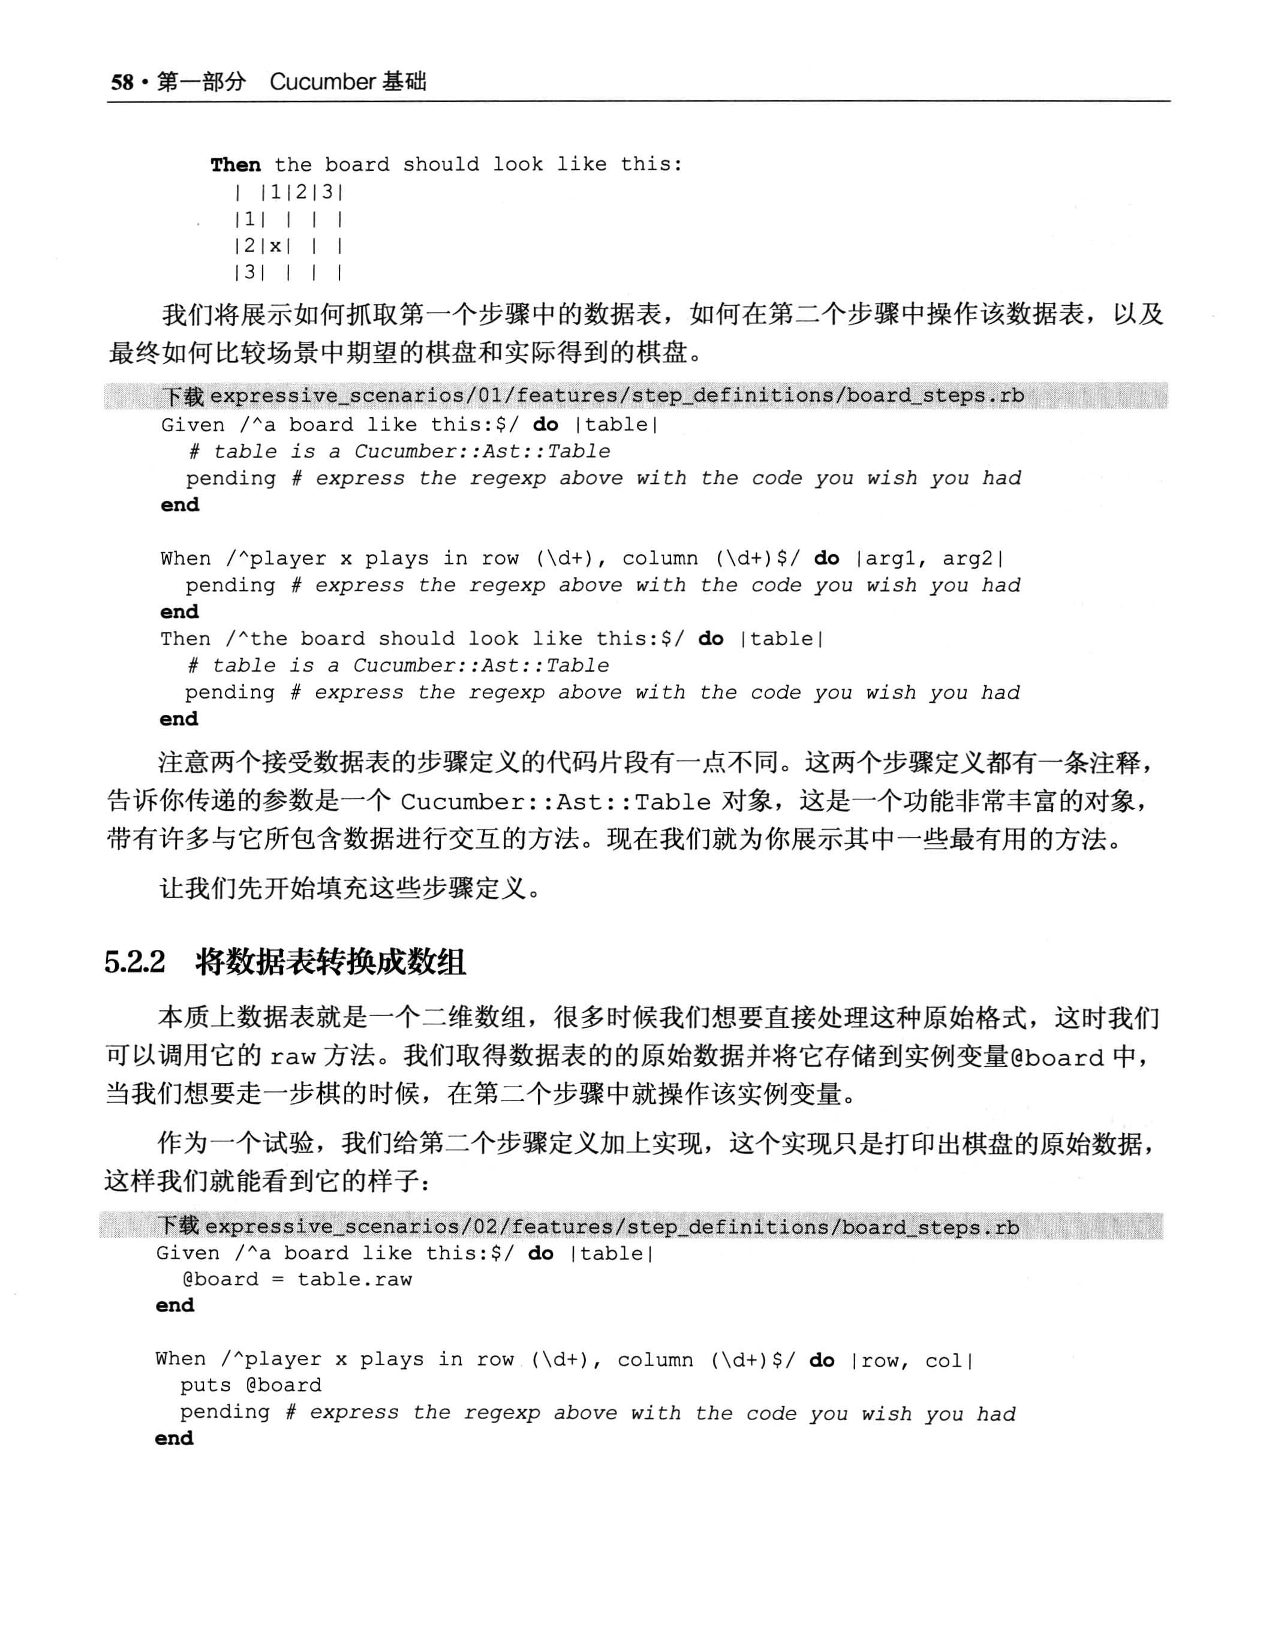 58 · 第一部分 Cucumber 基础
Then the board should look like this:
| |1|2|3|
|1| | | |
|2|x| | |
|3| | | |
我们将展示如何抓取第一个步骤中的数据表，如何在第二个步骤中操作该数据表，以及
最终如何比较场景中期望的棋盘和实际得到的棋盘。
下载 expressive_scenarios/01/features/step_definitions/board_steps.rb
Given /^a board like this:$/ do |table|
  # table is a Cucumber::Ast::Table
  pending # express the regexp above with the code you wish you had
end
When /^player x plays in row (\d+), column (\d+)$/ do |arg1, arg2|
  pending # express the regexp above with the code you wish you had
end
Then /^the board should look like this:$/ do |table|
  # table is a Cucumber::Ast::Table
  pending # express the regexp above with the code you wish you had
end
注意两个接受数据表的步骤定义的代码片段有一点不同。这两个步骤定义都有一条注释，
告诉你传递的参数是一个 Cucumber::Ast::Table 对象，这是一个功能非常丰富的对象，
带有许多与它所包含数据进行交互的方法。现在我们就为你展示其中一些最有用的方法。
让我们先开始填充这些步骤定义。
5.2.2 将数据表转换成数组
本质上数据表就是一个二维数组，很多时候我们想要直接处理这种原始格式，这时我们
可以调用它的 raw 方法。我们取得数据表的的原始数据并将它存储到实例变量@board 中，
当我们想要走一步棋的时候，在第二个步骤中就操作该实例变量。
作为一个试验，我们给第二个步骤定义加上实现，这个实现只是打印出棋盘的原始数据，
这样我们就能看到它的样子：
下载 expressive_scenarios/02/features/step_definitions/board_steps.rb
Given /^a board like this:$/ do |table|
  @board = table.raw
end
When /^player x plays in row (\d+), column (\d+)$/ do |row, col|
  puts @board
  pending # express the regexp above with the code you wish you had
end